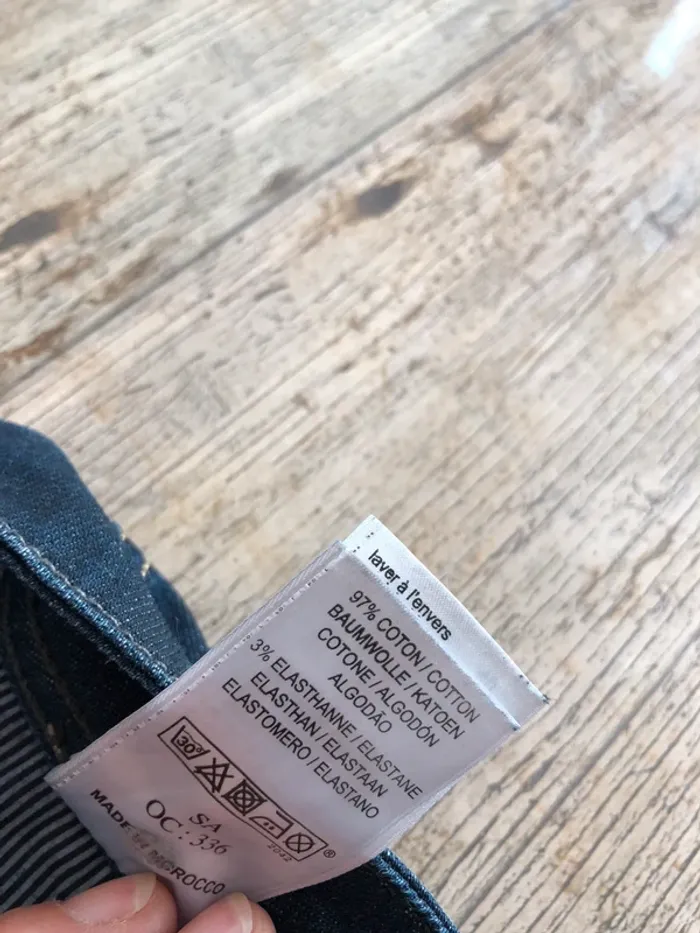 laver à l'envers
97% COTON / COTTON
BAUMWOLLE / KATOEN
COTONE / ALGODÓN
ALGODÃO
3% ELASTHANNE / ELASTANE
ELASTHAN / ELASTAAN
ELASTOMERO / ELASTANO
30°
®
2042
SA
OC : 336
MADE IN MOROCCO